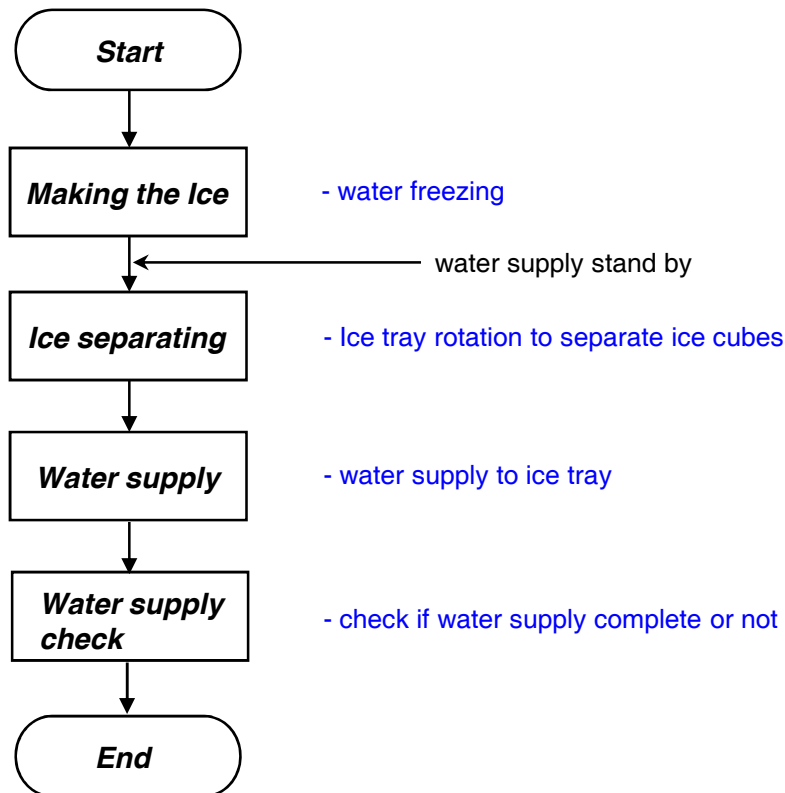 Start
Making the Ice
- water freezing
water supply stand by
Ice separating
- Ice tray rotation to separate ice cubes
Water supply
- water supply to ice tray
Water supply
check
- check if water supply complete or not
End